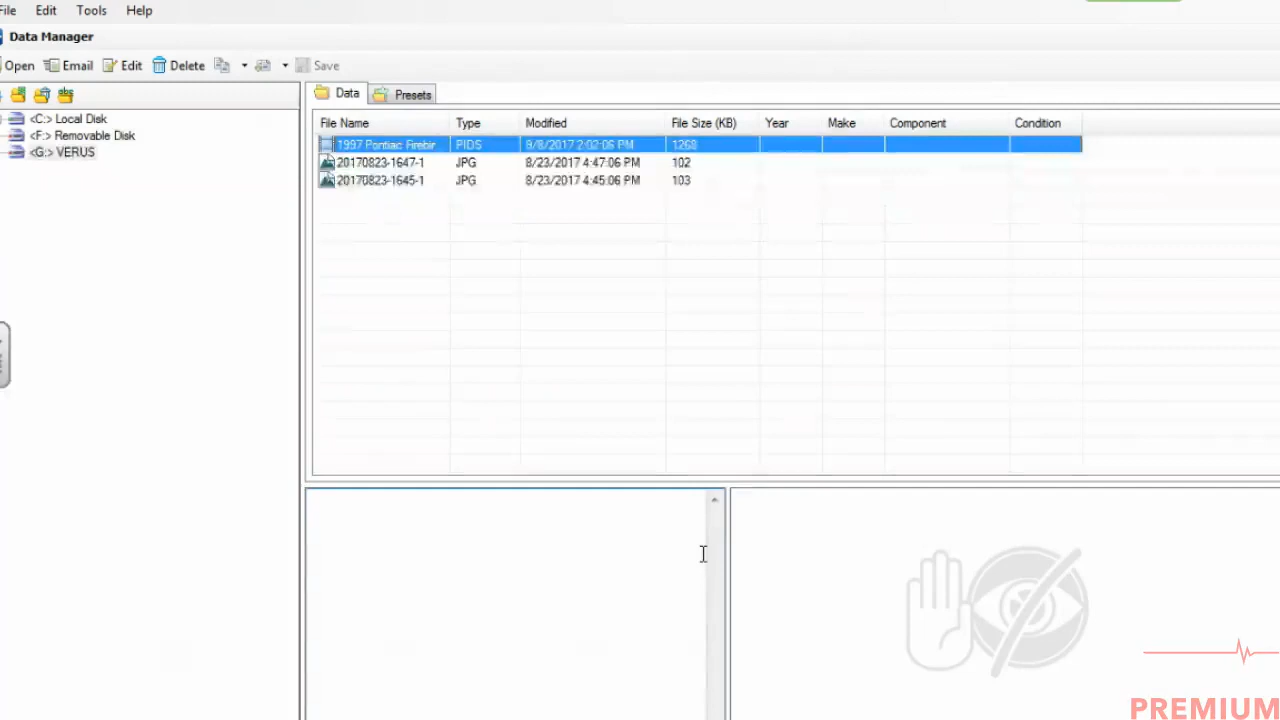 File Edit Tools Help
Data Manager
Open Email Edit Delete Save
Data Presets
<C:> Local Disk
<F:> Removable Disk
<G:> VERUS
File Name Type Modified File Size (KB) Year Make Component Condition
1997 Pontiac Firebir PIDS 9/8/2017 2:02:06 PM 1268
20170823-1647-1 JPG 8/23/2017 4:47:06 PM 102
20170823-1645-1 JPG 8/23/2017 4:45:06 PM 103
PREMIUM